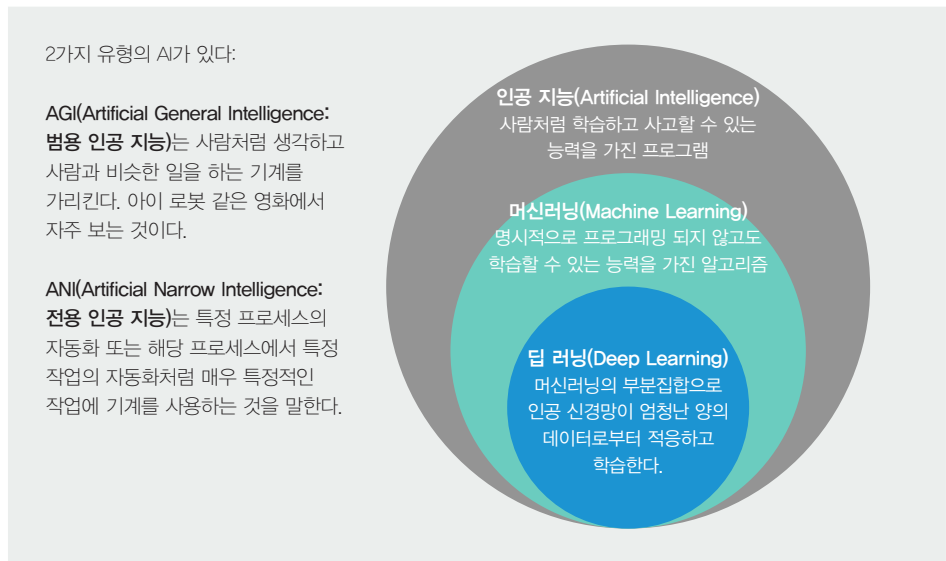 2가지 유형의 AI가 있다:
AGI(Artificial General Intelligence:
범용 인공 지능)는 사람처럼 생각하고
사람과 비슷한 일을 하는 기계를
가리킨다. 아이 로봇 같은 영화에서
자주 보는 것이다.
ANI(Artificial Narrow Intelligence:
전용 인공 지능)는 특정 프로세스의
자동화 또는 해당 프로세스에서 특정
작업의 자동화처럼 매우 특정적인
작업에 기계를 사용하는 것을 말한다.
인공 지능(Artificial Intelligence)
사람처럼 학습하고 사고할 수 있는
능력을 가진 프로그램
머신러닝(Machine Learning)
명시적으로 프로그래밍 되지 않고도
학습할 수 있는 능력을 가진 알고리즘
딥 러닝(Deep Learning)
머신러닝의 부분집합으로
인공 신경망이 엄청난 양의
데이터로부터 적응하고
학습한다.